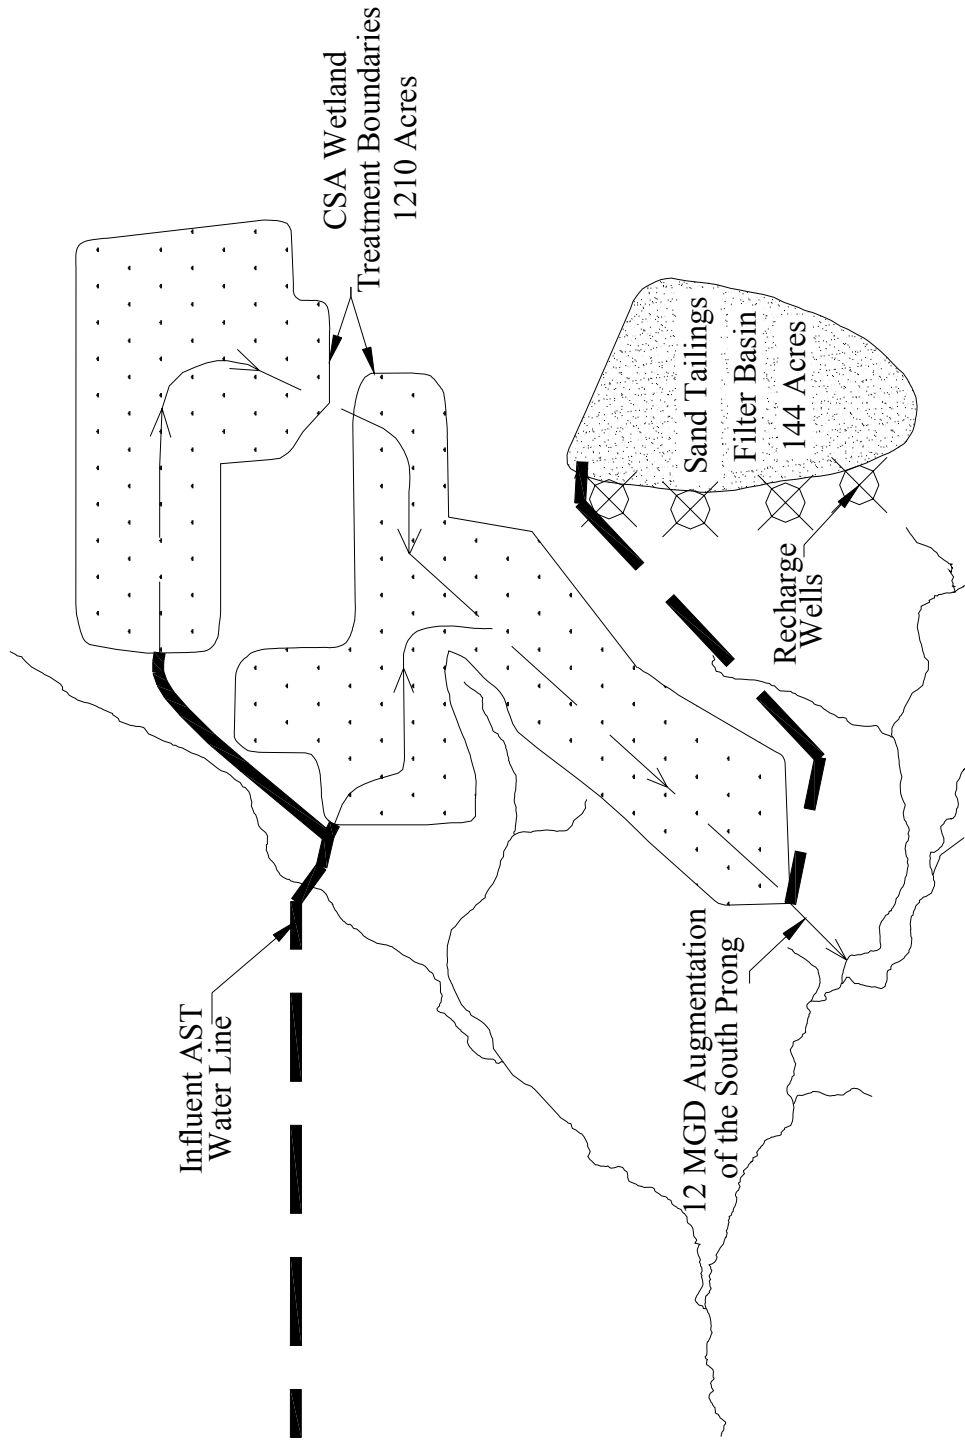 Influent AST
Water Line
CSA Wetland
Treatment Boundaries
1210 Acres
12 MGD Augmentation
of the South Prong
Sand Tailings
Filter Basin
144 Acres
Recharge
Wells